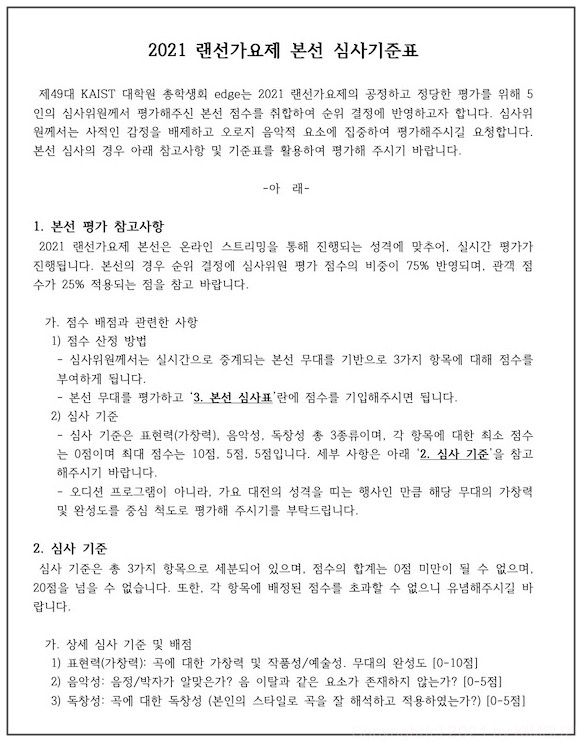 2021 랜선가요제 본선 심사기준표
제49대 KAIST 대학원 총학생회 edge는 2021 랜선가요제의 공정하고 정당한 평가를 위해 5
인의 심사위원께서 평가해주신 본선 점수를 취합하여 순위 결정에 반영하고자 합니다. 심사위
원께서는 사적인 감정을 배제하고 오로지 음악적 요소에 집중하여 평가해주시길 요청합니다.
본선 심사의 경우 아래 참고사항 및 기준표를 활용하여 평가해 주시기 바랍니다.
-아 래-
1. 본선 평가 참고사항
2021 랜선가요제 본선은 온라인 스트리밍을 통해 진행되는 성격에 맞추어, 실시간 평가가
진행됩니다. 본선의 경우 순위 결정에 심사위원 평가 점수의 비중이 75% 반영되며, 관객 점
수가 25% 적용되는 점을 참고 바랍니다.
가. 점수 배점과 관련한 사항
1) 점수 산정 방법
- 심사위원께서는 실시간으로 중계되는 본선 무대를 기반으로 3가지 항목에 대해 점수를
부여하게 됩니다.
- 본선 무대를 평가하고 '3. 본선 심사표'란에 점수를 기입해주시면 됩니다.
2) 심사 기준
- 심사 기준은 표현력(가창력), 음악성, 독창성 총 3종류이며, 각 항목에 대한 최소 점수
는 0점이며 최대 점수는 10점, 5점, 5점입니다. 세부 사항은 아래 '2. 심사 기준'을 참고
해주시기 바랍니다.
- 오디션 프로그램이 아니라, 가요 대전의 성격을 띠는 행사인 만큼 해당 무대의 가창력
및 완성도를 중심 척도로 평가해 주시기를 부탁드립니다.
2. 심사 기준
심사 기준은 총 3가지 항목으로 세분되어 있으며, 점수의 합계는 0점 미만이 될 수 없으며,
20점을 넘을 수 없습니다. 또한, 각 항목에 배정된 점수를 초과할 수 없으니 유념해주시길 바
랍니다.
가. 상세 심사 기준 및 배점
1) 표현력(가창력): 곡에 대한 가창력 및 작품성/예술성. 무대의 완성도 [0-10점]
2) 음악성: 음정/박자가 알맞은가? 음 이탈과 같은 요소가 존재하지 않는가? [0-5점]
3) 독창성: 곡에 대한 독창성 (본인의 스타일로 곡을 잘 해석하고 적용하였는가?) [0-5점]